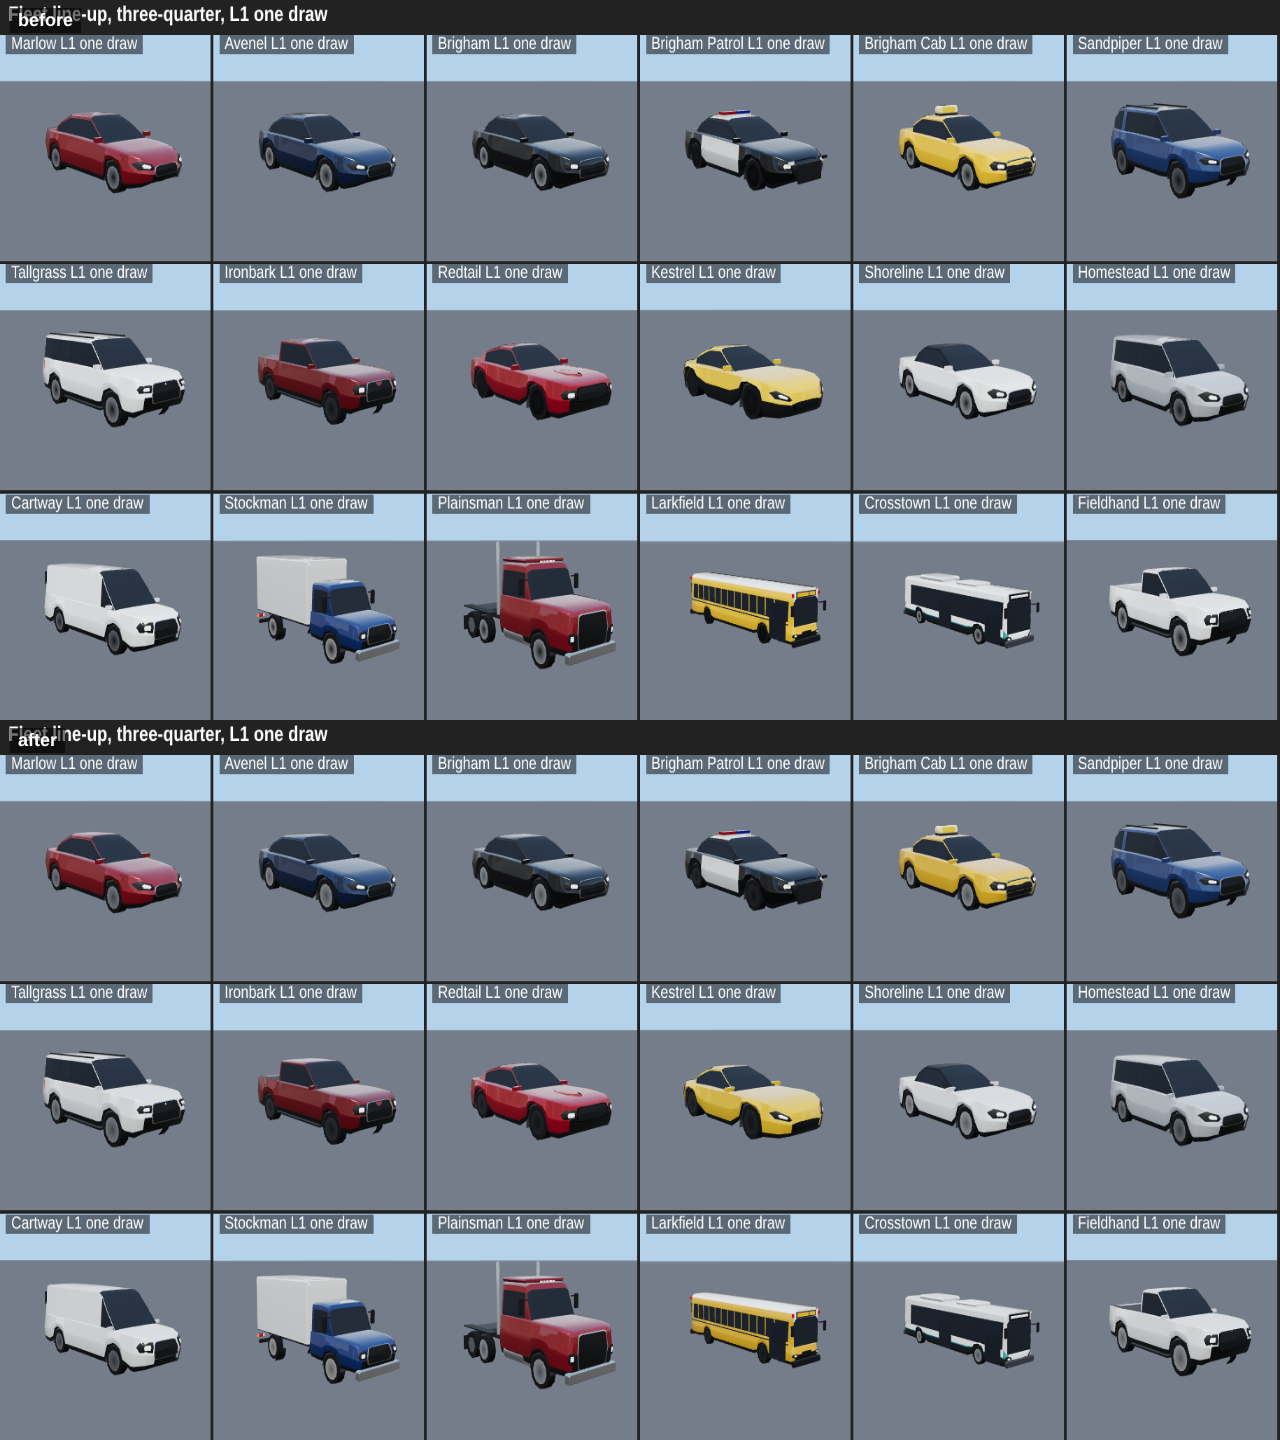 Fleet line-up, three-quarter, L1 one draw
before
Marlow L1 one draw
Avenel L1 one draw
Brigham L1 one draw
Brigham Patrol L1 one draw
Brigham Cab L1 one draw
Sandpiper L1 one draw
Tallgrass L1 one draw
Ironbark L1 one draw
Redtail L1 one draw
Kestrel L1 one draw
Shoreline L1 one draw
Homestead L1 one draw
Cartway L1 one draw
Stockman L1 one draw
Plainsman L1 one draw
Larkfield L1 one draw
Crosstown L1 one draw
Fieldhand L1 one draw
Fleet line-up, three-quarter, L1 one draw
after
Marlow L1 one draw
Avenel L1 one draw
Brigham L1 one draw
Brigham Patrol L1 one draw
Brigham Cab L1 one draw
Sandpiper L1 one draw
Tallgrass L1 one draw
Ironbark L1 one draw
Redtail L1 one draw
Kestrel L1 one draw
Shoreline L1 one draw
Homestead L1 one draw
Cartway L1 one draw
Stockman L1 one draw
Plainsman L1 one draw
Larkfield L1 one draw
Crosstown L1 one draw
Fieldhand L1 one draw